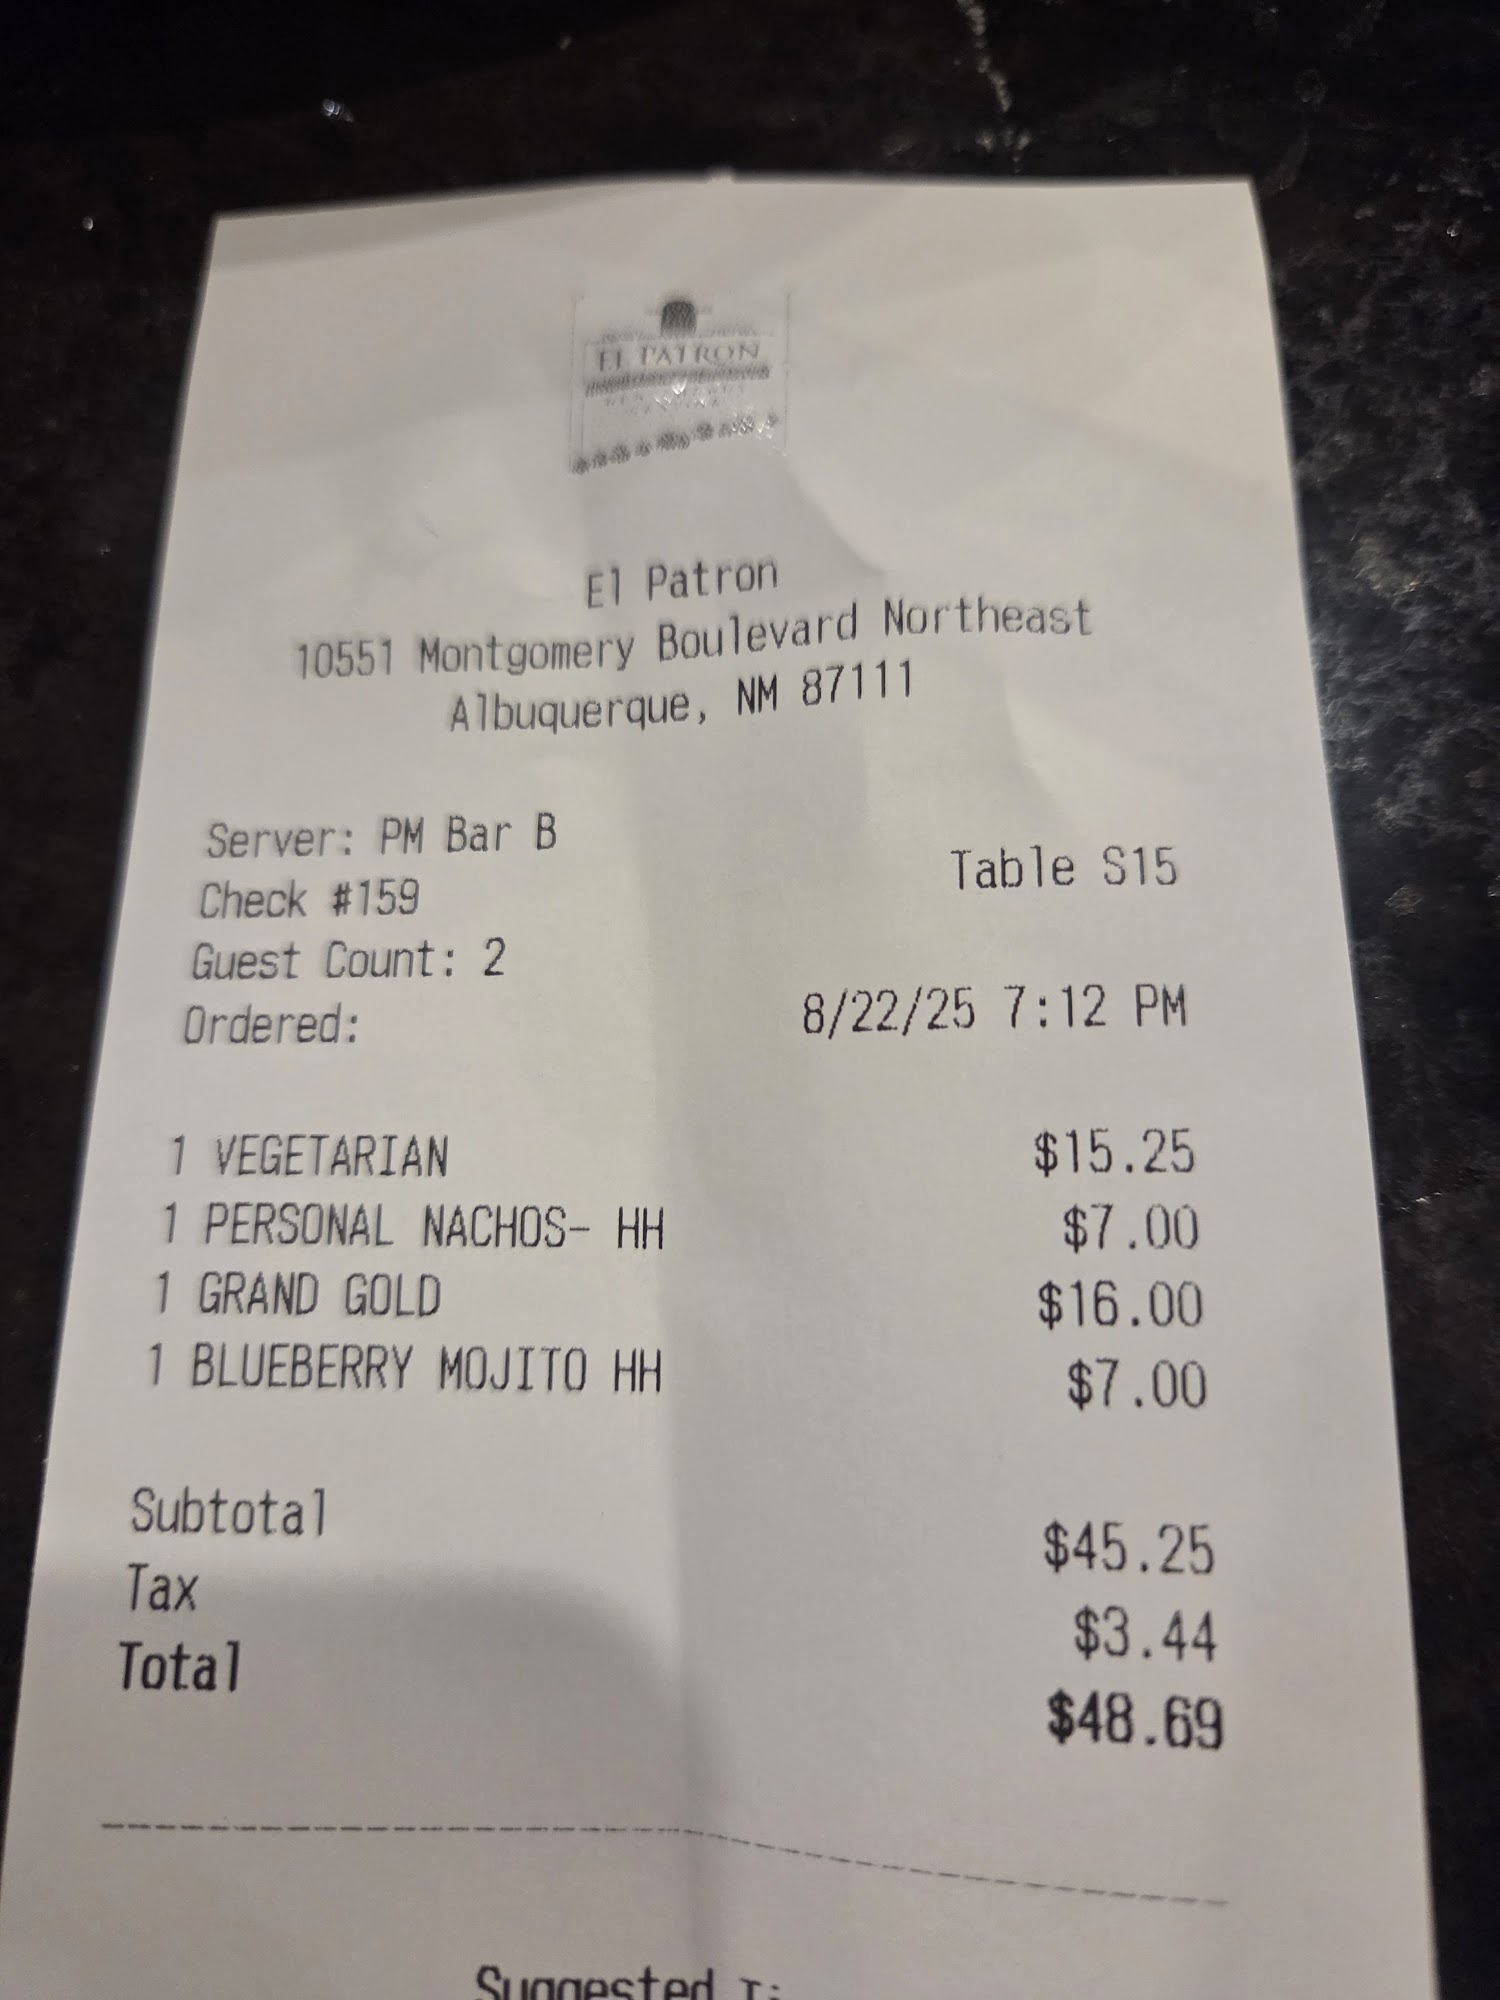 EL PATRON
El Patron
10551 Montgomery Boulevard Northeast
Albuquerque, NM 87111
Server: PM Bar B
Check #159 Table S15
Guest Count: 2
Ordered: 8/22/25 7:12 PM
1 VEGETARIAN $15.25
1 PERSONAL NACHOS- HH $7.00
1 GRAND GOLD $16.00
1 BLUEBERRY MOJITO HH $7.00
Subtotal $45.25
Tax $3.44
Total $48.69
Suggested